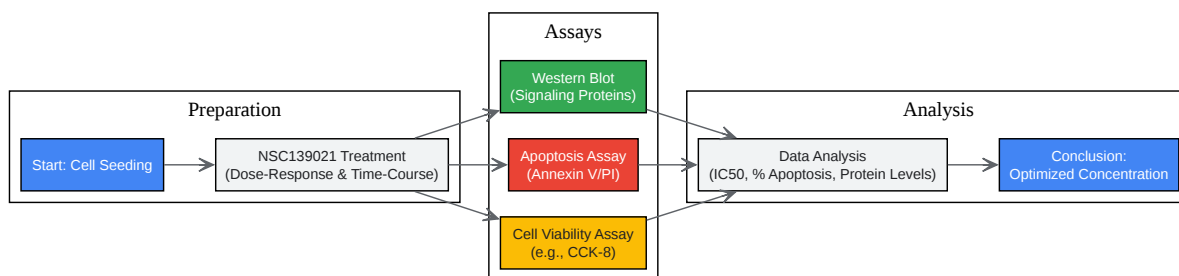 Preparation
Start: Cell Seeding
NSC139021 Treatment
(Dose-Response & Time-Course)
Assays
Western Blot
(Signaling Proteins)
Apoptosis Assay
(Annexin V/PI)
Cell Viability Assay
(e.g., CCK-8)
Analysis
Data Analysis
(IC50, % Apoptosis, Protein Levels)
Conclusion:
Optimized Concentration